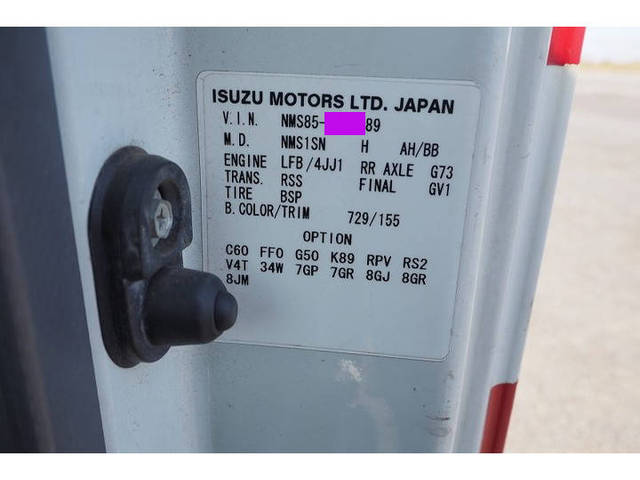 ISUZU MOTORS LTD. JAPAN
V.I.N. NMS85- 89
M.D. NMS1SN H AH/BB
ENGINE LFB/4JJ1 RR AXLE G73
TRANS. RSS FINAL GV1
TIRE BSP
B.COLOR/TRIM 729/155
OPTION
C60 FF0 G50 K89 RPV RS2
V4T 34W 7GP 7GR 8GJ 8GR
8JM